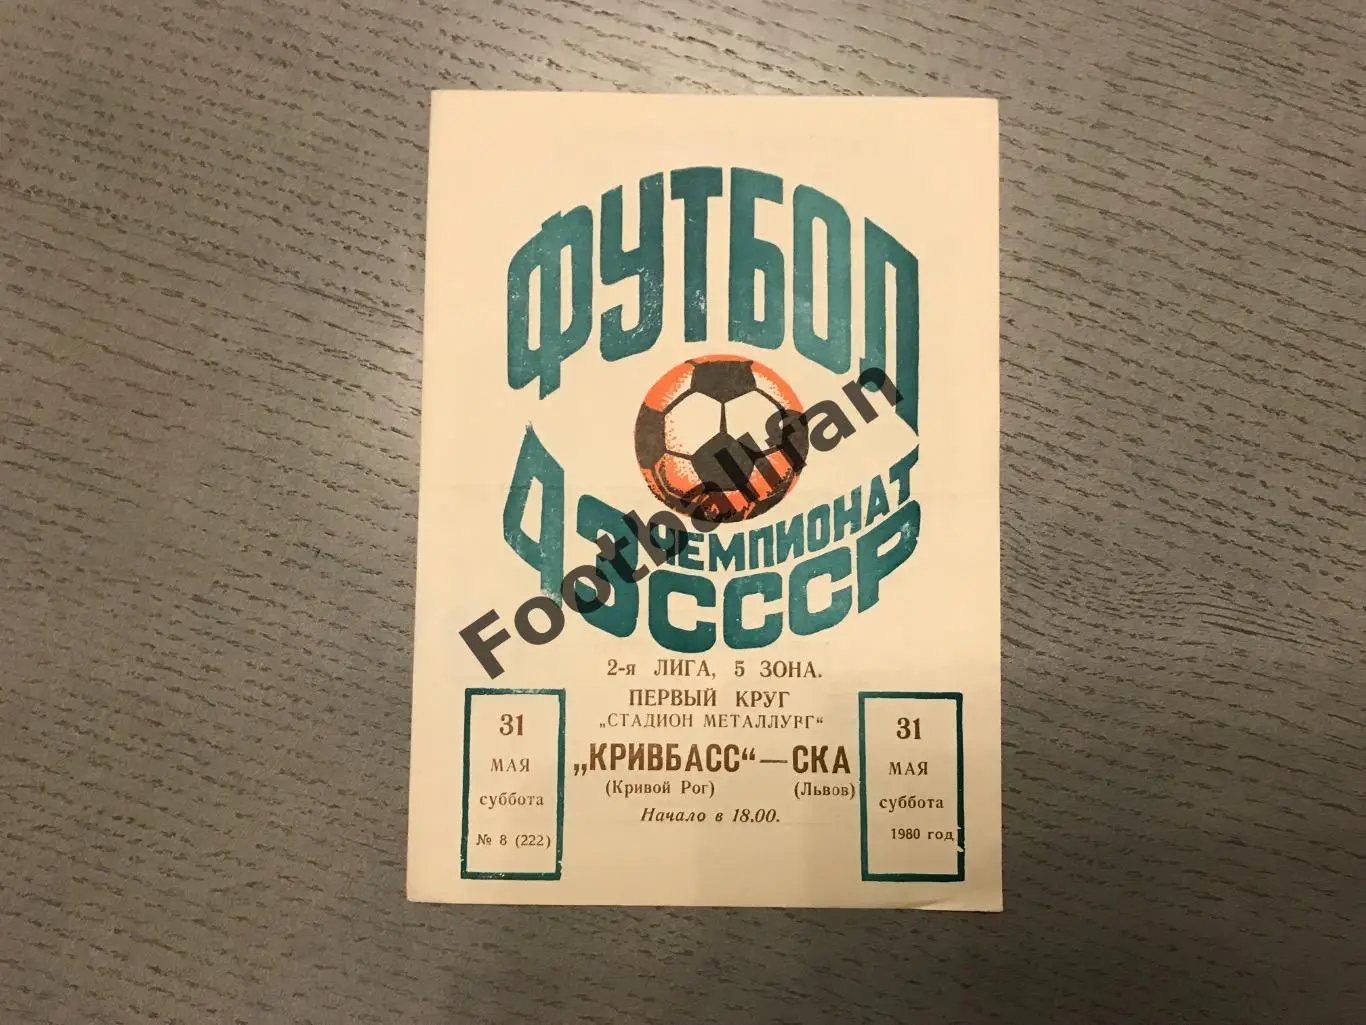 ФУТБОЛ
43 ЧЕМПИОНАТ
СССР
Footballfan
2-я ЛИГА, 5 ЗОНА.
ПЕРВЫЙ КРУГ
„СТАДИОН МЕТАЛЛУРГ“
„КРИВБАСС“—СКА
(Кривой Рог) (Львов)
Начало в 18.00.
31
МАЯ
суббота
№ 8 (222)
31
МАЯ
суббота
1980 год